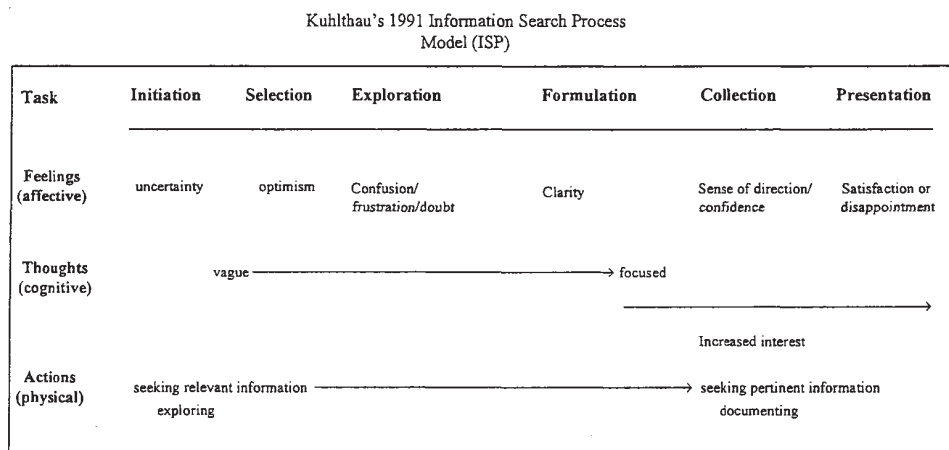 Kuhlthau's 1991 Information Search Process
Model (ISP)
Task Initiation Selection Exploration Formulation Collection Presentation
Feelings
(affective)
uncertainty optimism Confusion/ Clarity Sense of direction/ Satisfaction or
frustration/doubt confidence disappointment
Thoughts
(cognitive)
vague focused
Increased interest
Actions
(physical)
seeking relevant information seeking pertinent information
exploring documenting